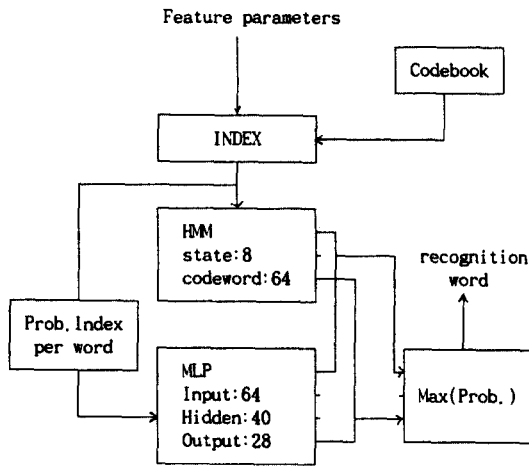 Feature parameters
Codebook
INDEX
HMM
state:8
codeword:64
recognition
word
Prob.Index
per word
MLP
Input:64
Hidden:40
Output:28
Max(Prob.)